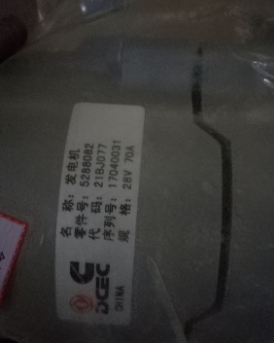 名 称: 发电机
零件号: 5288082
代 码: 21BJ077
序列号: 17040031
规 格: 28V 70A
DCEC
CHINA